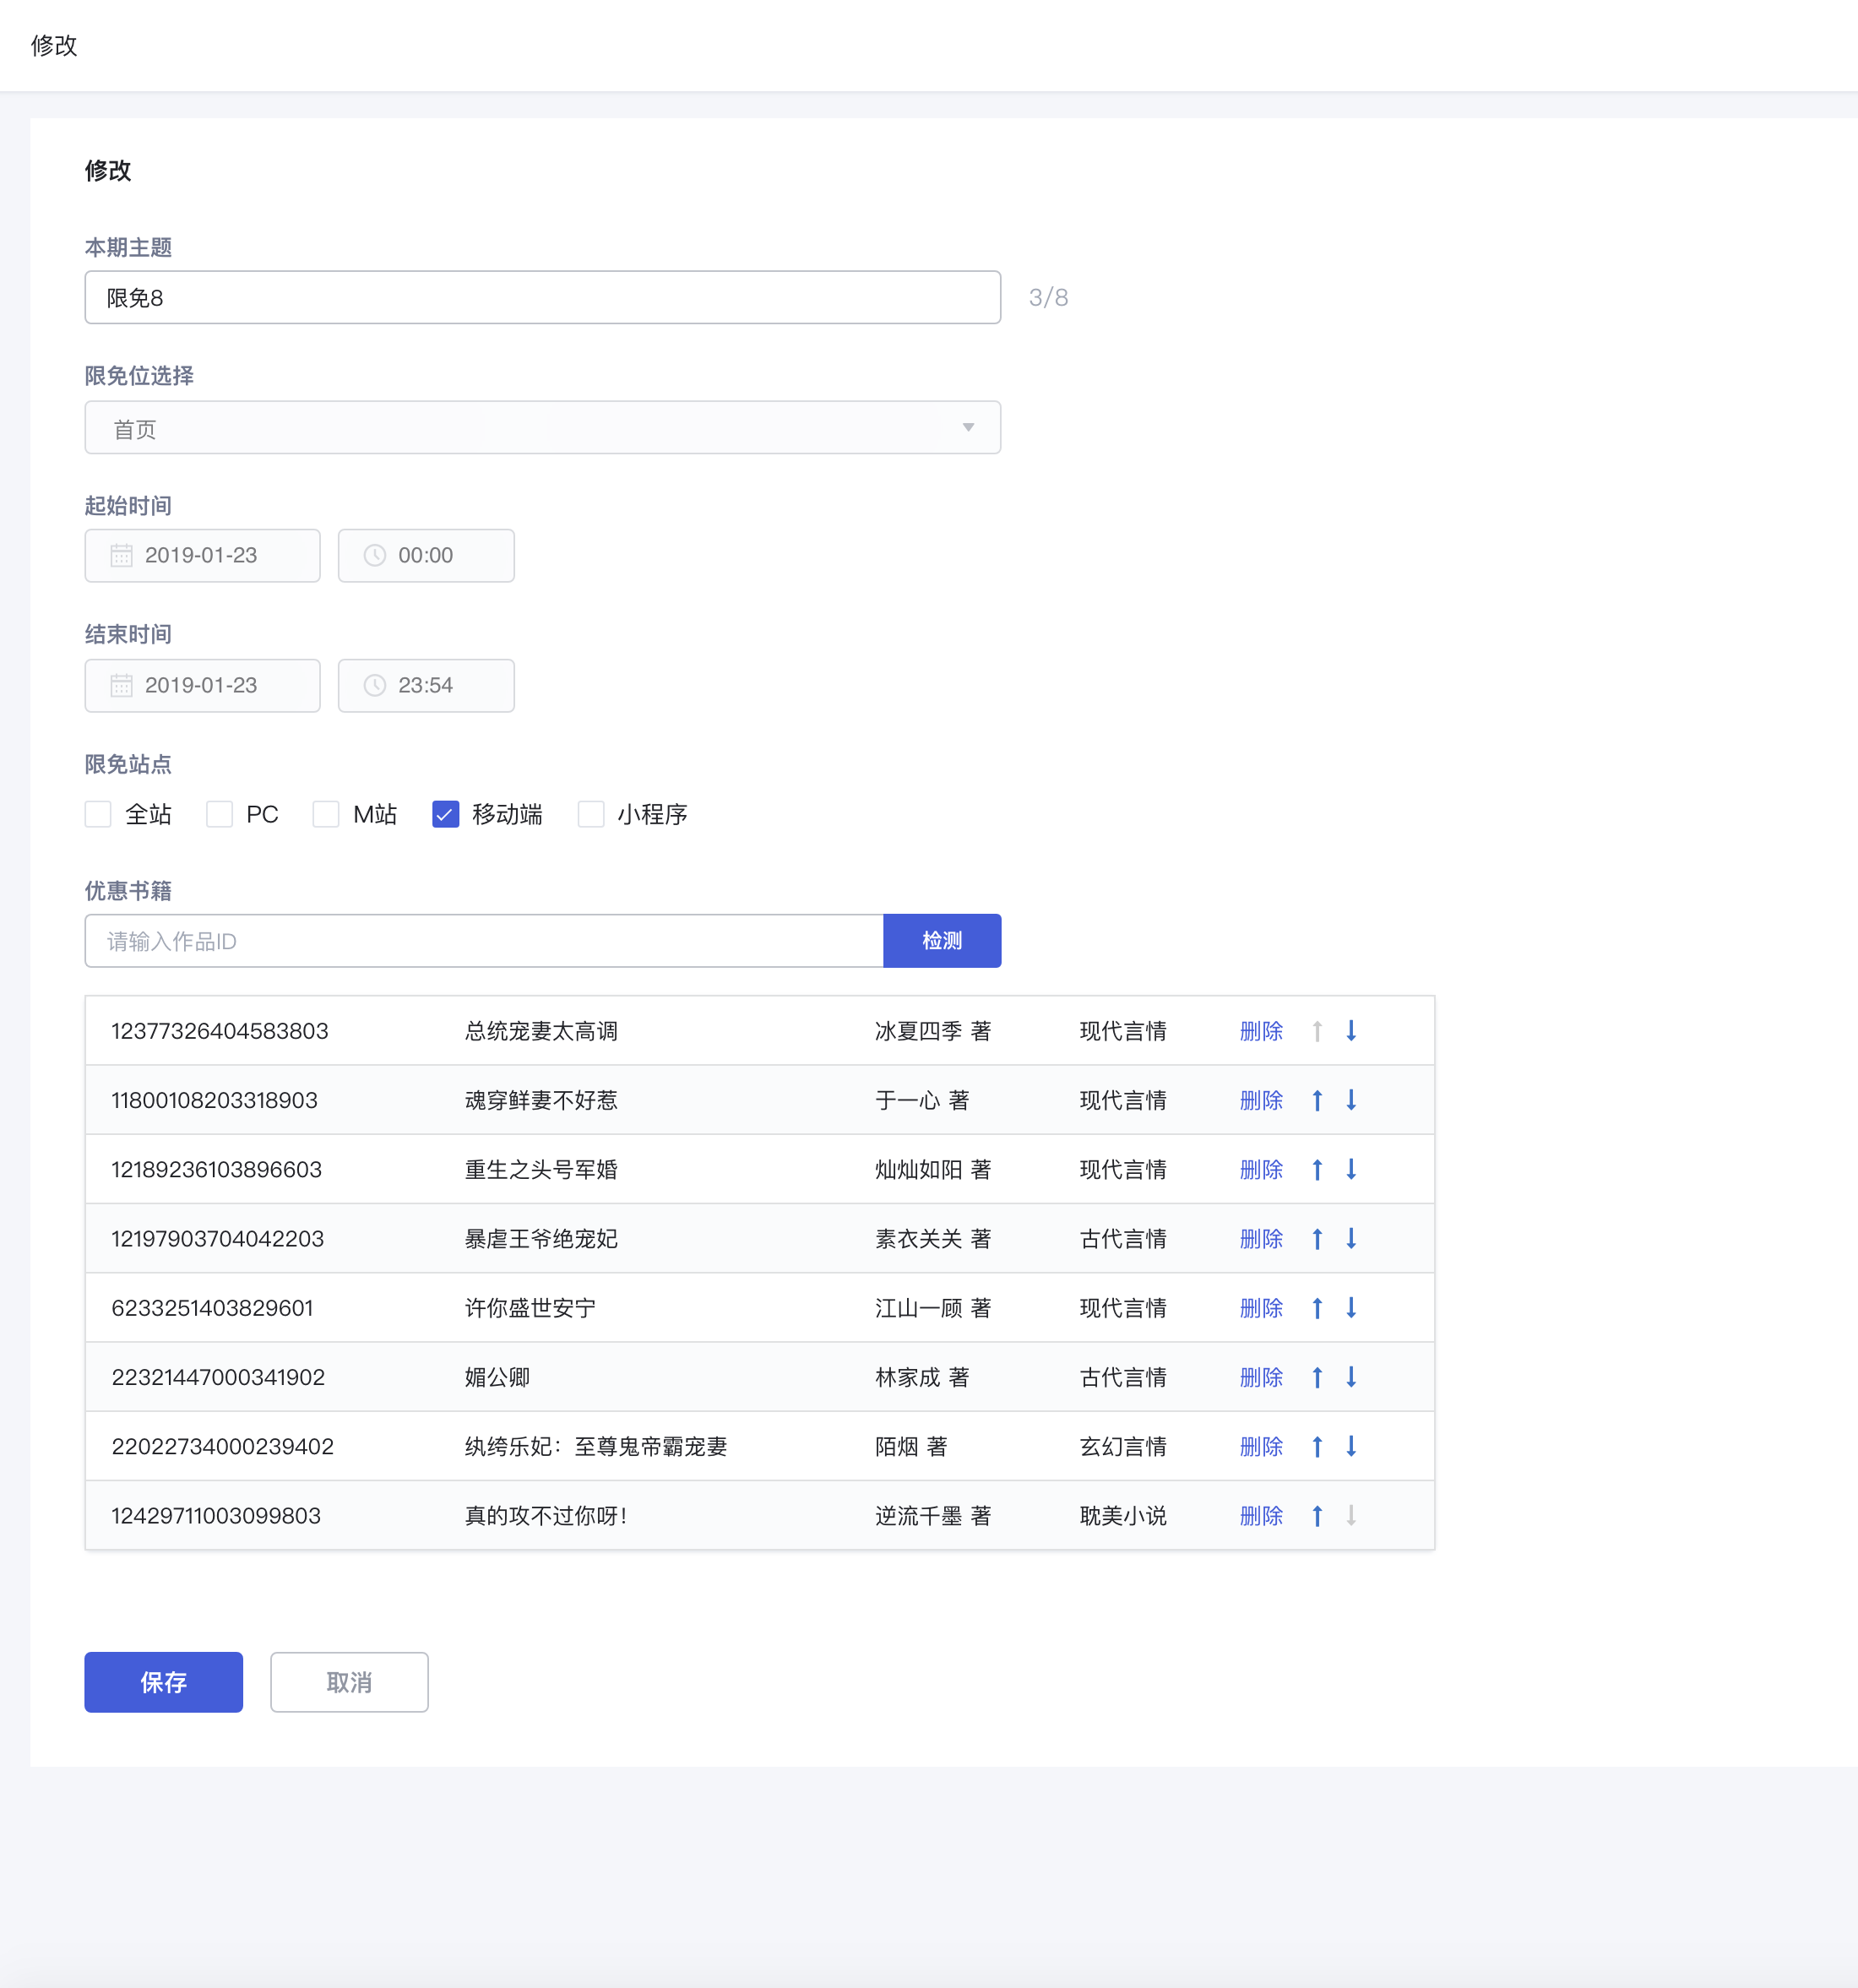 修改
修改
本期主题
限免8 3/8
限免位选择
首页
起始时间
2019-01-23 00:00
结束时间
2019-01-23 23:54
限免站点
全站 PC M站 移动端 小程序
优惠书籍
请输入作品ID 检测
12377326404583803 总统宠妻太高调 冰夏四季 著 现代言情 删除
11800108203318903 魂穿鲜妻不好惹 于一心 著 现代言情 删除
12189236103896603 重生之头号军婚 灿灿如阳 著 现代言情 删除
12197903704042203 暴虐王爷绝宠妃 素衣关关 著 古代言情 删除
6233251403829601 许你盛世安宁 江山一顾 著 现代言情 删除
22321447000341902 媚公卿 林家成 著 古代言情 删除
22022734000239402 纨绔乐妃：至尊鬼帝霸宠妻 陌烟 著 玄幻言情 删除
12429711003099803 真的攻不过你呀！ 逆流千墨 著 耽美小说 删除
保存 取消